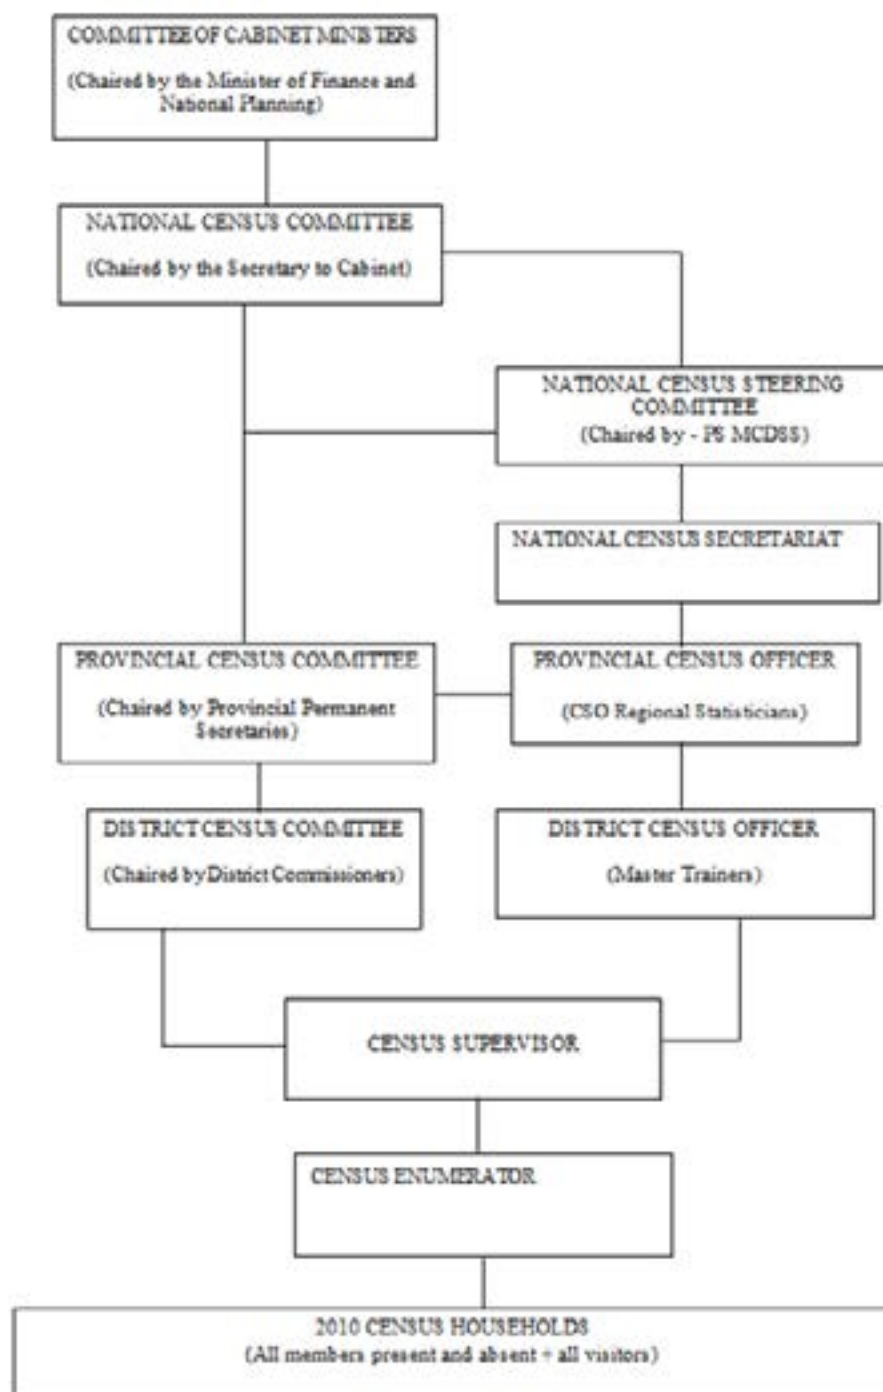 COMMITTEE OF CABINET MINISTERS
(Chaired by the Minister of Finance and
National Planning)
NATIONAL CENSUS COMMITTEE
(Chaired by the Secretary to Cabinet)
NATIONAL CENSUS STEERING
COMMITTEE
(Chaired by - PS MCDSS)
NATIONAL CENSUS SECRETARIAT
PROVINCIAL CENSUS COMMITTEE
(Chaired by Provincial Permanent
Secretaries)
PROVINCIAL CENSUS OFFICER
(CSO Regional Statisticians)
DISTRICT CENSUS COMMITTEE
(Chaired by District Commissioners)
DISTRICT CENSUS OFFICER
(Master Trainers)
CENSUS SUPERVISOR
CENSUS ENUMERATOR
2010 CENSUS HOUSEHOLDS
(All members present and absent + all visitors)